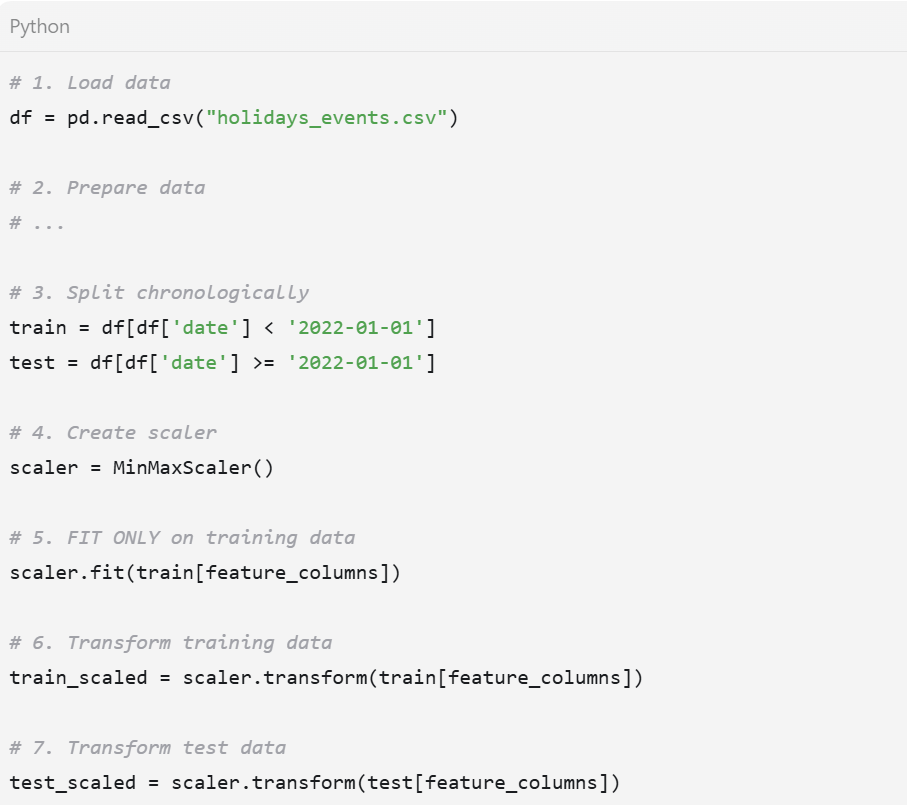 Python
# 1. Load data
df = pd.read_csv("holidays_events.csv")
# 2. Prepare data
# ...
# 3. Split chronologically
train = df[df['date'] < '2022-01-01']
test = df[df['date'] >= '2022-01-01']
# 4. Create scaler
scaler = MinMaxScaler()
# 5. FIT ONLY on training data
scaler.fit(train[feature_columns])
# 6. Transform training data
train_scaled = scaler.transform(train[feature_columns])
# 7. Transform test data
test_scaled = scaler.transform(test[feature_columns])